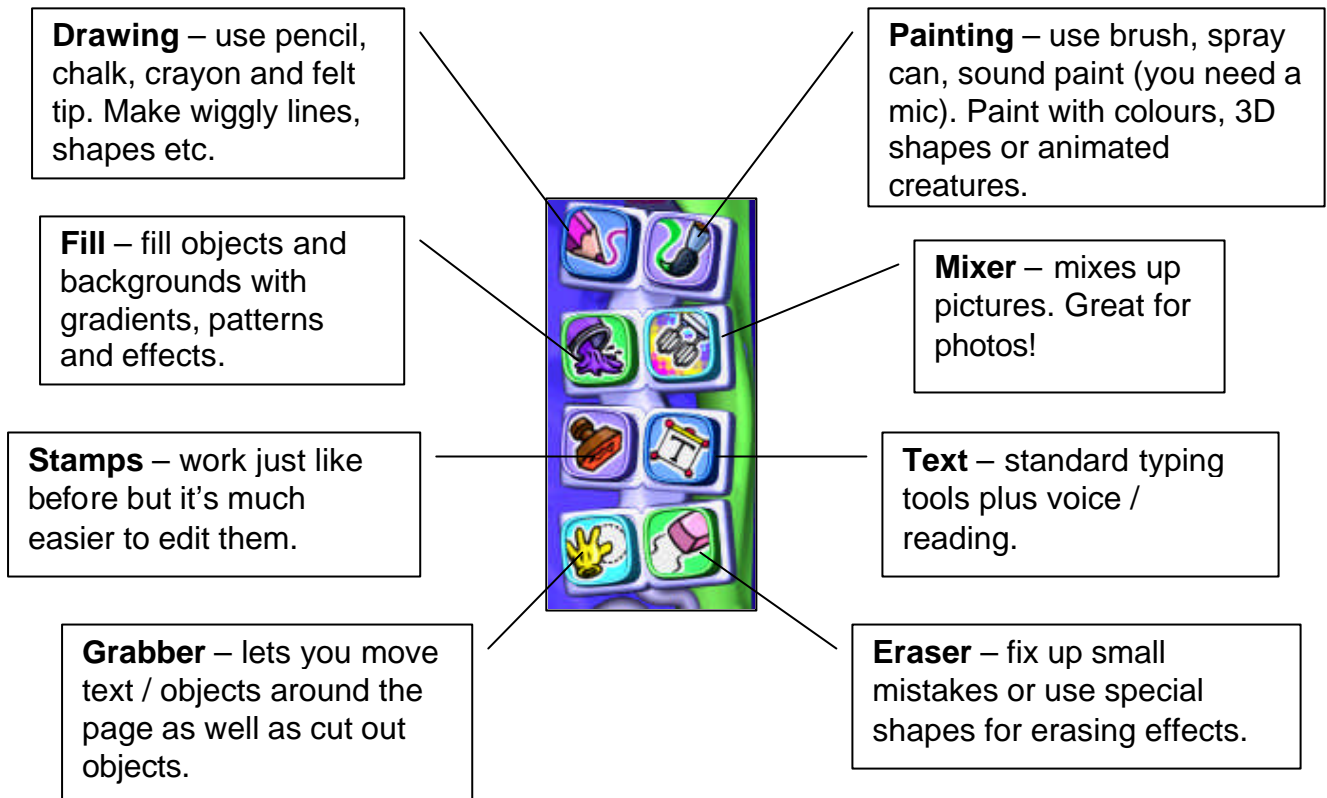 Drawing – use pencil,
chalk, crayon and felt
tip. Make wiggly lines,
shapes etc.
Painting – use brush, spray
can, sound paint (you need a
mic). Paint with colours, 3D
shapes or animated
creatures.
Fill – fill objects and
backgrounds with
gradients, patterns
and effects.
Mixer – mixes up
pictures. Great for
photos!
Stamps – work just like
before but it's much
easier to edit them.
Text – standard typing
tools plus voice /
reading.
Grabber – lets you move
text / objects around the
page as well as cut out
objects.
Eraser – fix up small
mistakes or use special
shapes for erasing effects.
T